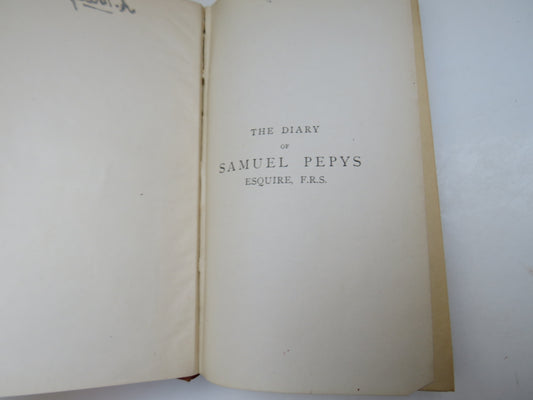 THE DIARY
OF
SAMUEL PEPYS
ESQUIRE, F.R.S.